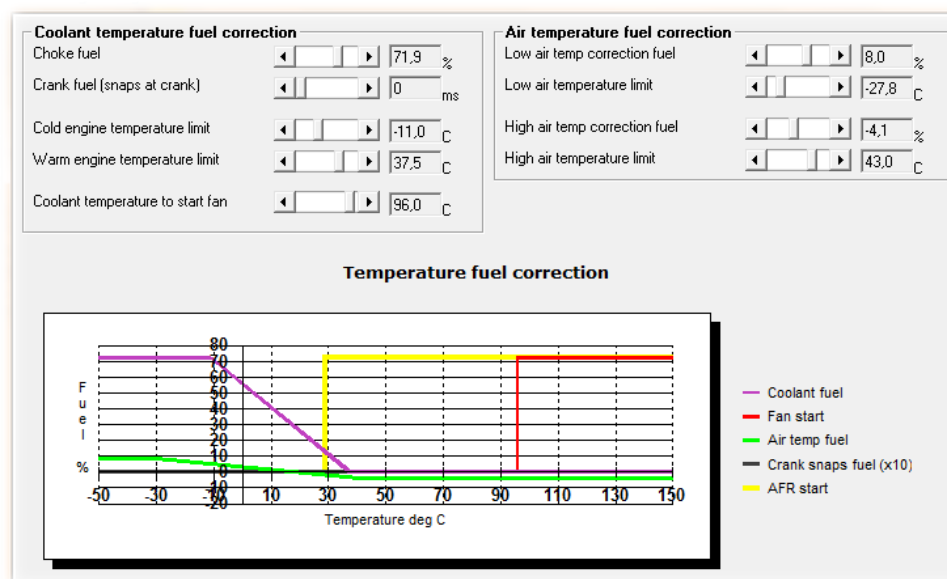 Coolant temperature fuel correction
Choke fuel 71,9 %
Crank fuel (snaps at crank) 0 ms
Cold engine temperature limit -11,0 C
Warm engine temperature limit 37,5 C
Coolant temperature to start fan 96,0 C
Air temperature fuel correction
Low air temp correction fuel 8,0 %
Low air temperature limit -27,8 C
High air temp correction fuel -4,1 %
High air temperature limit 43,0 C
Temperature fuel correction
Fuel %
80
70
60
50
40
30
20
10
0
-10
-20
-50 -30 -10 10 30 50 70 90 110 130 150
Temperature deg C
Coolant fuel
Fan start
Air temp fuel
Crank snaps fuel (x10)
AFR start